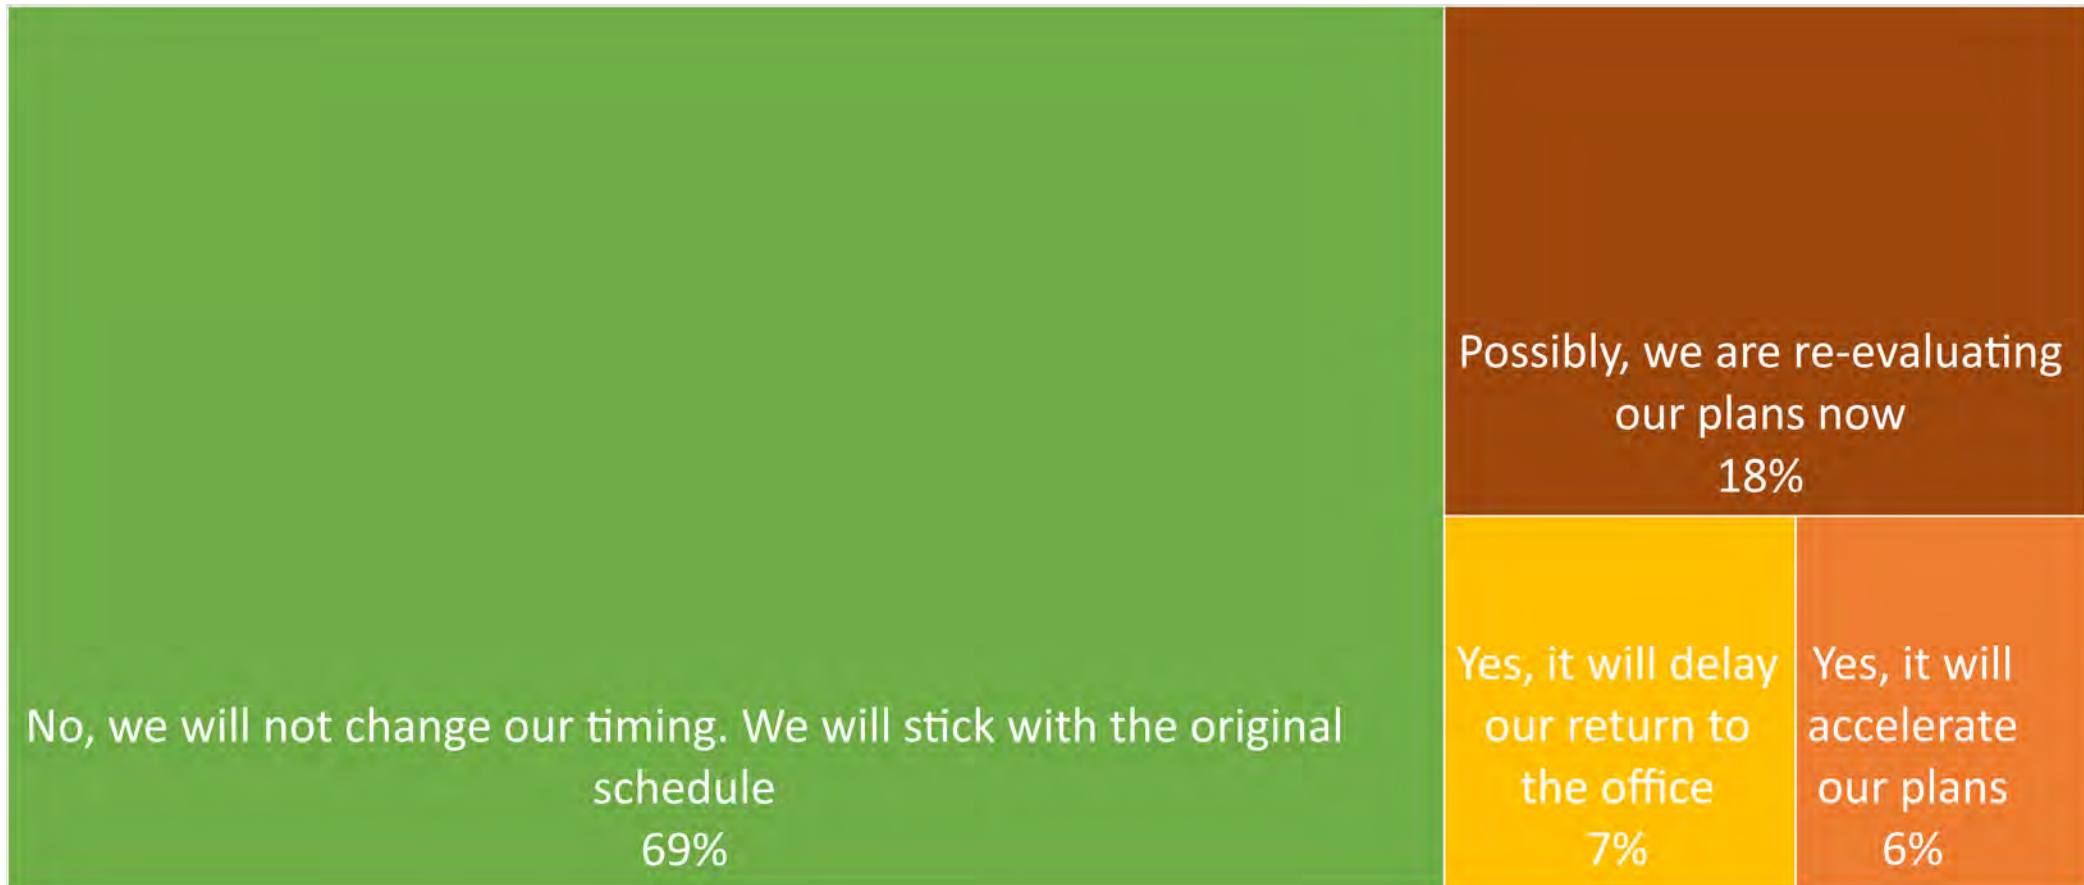 No, we will not change our timing. We will stick with the original
schedule
69%
Possibly, we are re-evaluating
our plans now
18%
Yes, it will delay
our return to
the office
7%
Yes, it will
accelerate
our plans
6%